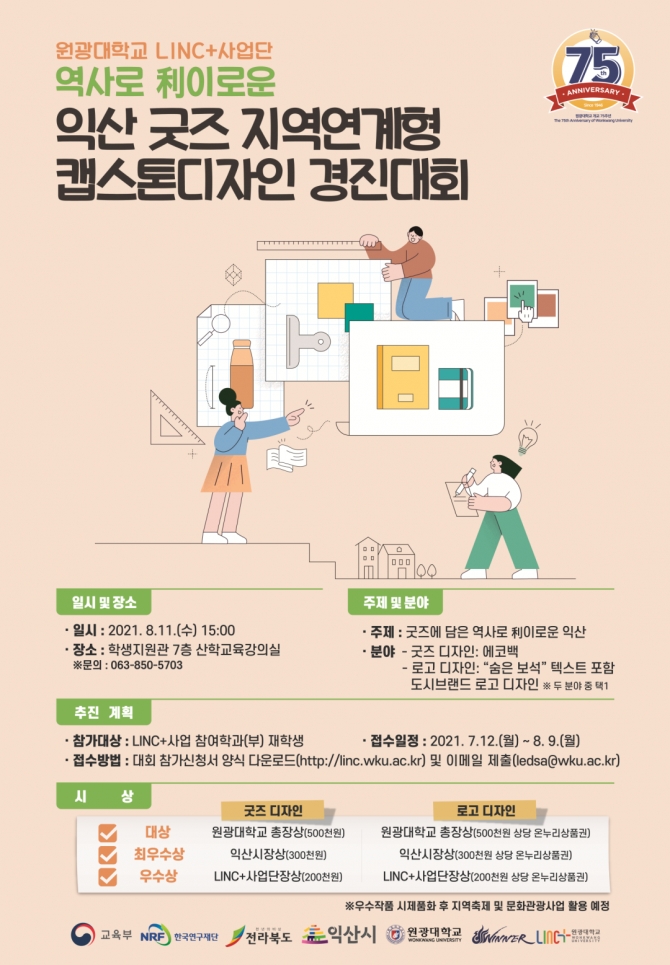 원광대학교 LINC+사업단
역사로 利이로운
익산 굿즈 지역연계형
캡스톤디자인 경진대회
75th
ANNIVERSARY
Since 1946
원광대학교 개교 75주년
The 75th Anniversary of Wonkwang University
일시 및 장소
· 일시 : 2021. 8.11.(수) 15:00
· 장소 : 학생지원관 7층 산학교육강의실
※문의 : 063-850-5703
주제 및 분야
· 주제 : 굿즈에 담은 역사로 利이로운 익산
· 분야 - 굿즈 디자인: 에코백
- 로고 디자인: “숨은 보석” 텍스트 포함
도시브랜드 로고 디자인 ※ 두 분야 중 택1
추진 계획
· 참가대상 : LINC+사업 참여학과(부) 재학생
· 접수일정 : 2021. 7.12.(월) ~ 8. 9.(월)
· 접수방법 : 대회 참가신청서 양식 다운로드(http://linc.wku.ac.kr) 및 이메일 제출(ledsa@wku.ac.kr)
시 상
굿즈 디자인 로고 디자인
대상 원광대학교 총장상(500천원) 원광대학교 총장상(500천원 상당 온누리상품권)
최우수상 익산시장상(300천원) 익산시장상(300천원 상당 온누리상품권)
우수상 LINC+사업단장상(200천원) LINC+사업단장상(200천원 상당 온누리상품권)
※우수작품 시제품화 후 지역축제 및 문화관광사업 활용 예정
교육부 NRF 한국연구재단 전라북도 익산시 원광대학교 WONKWANG UNIVERSITY WINNER LINC+ 원광대학교